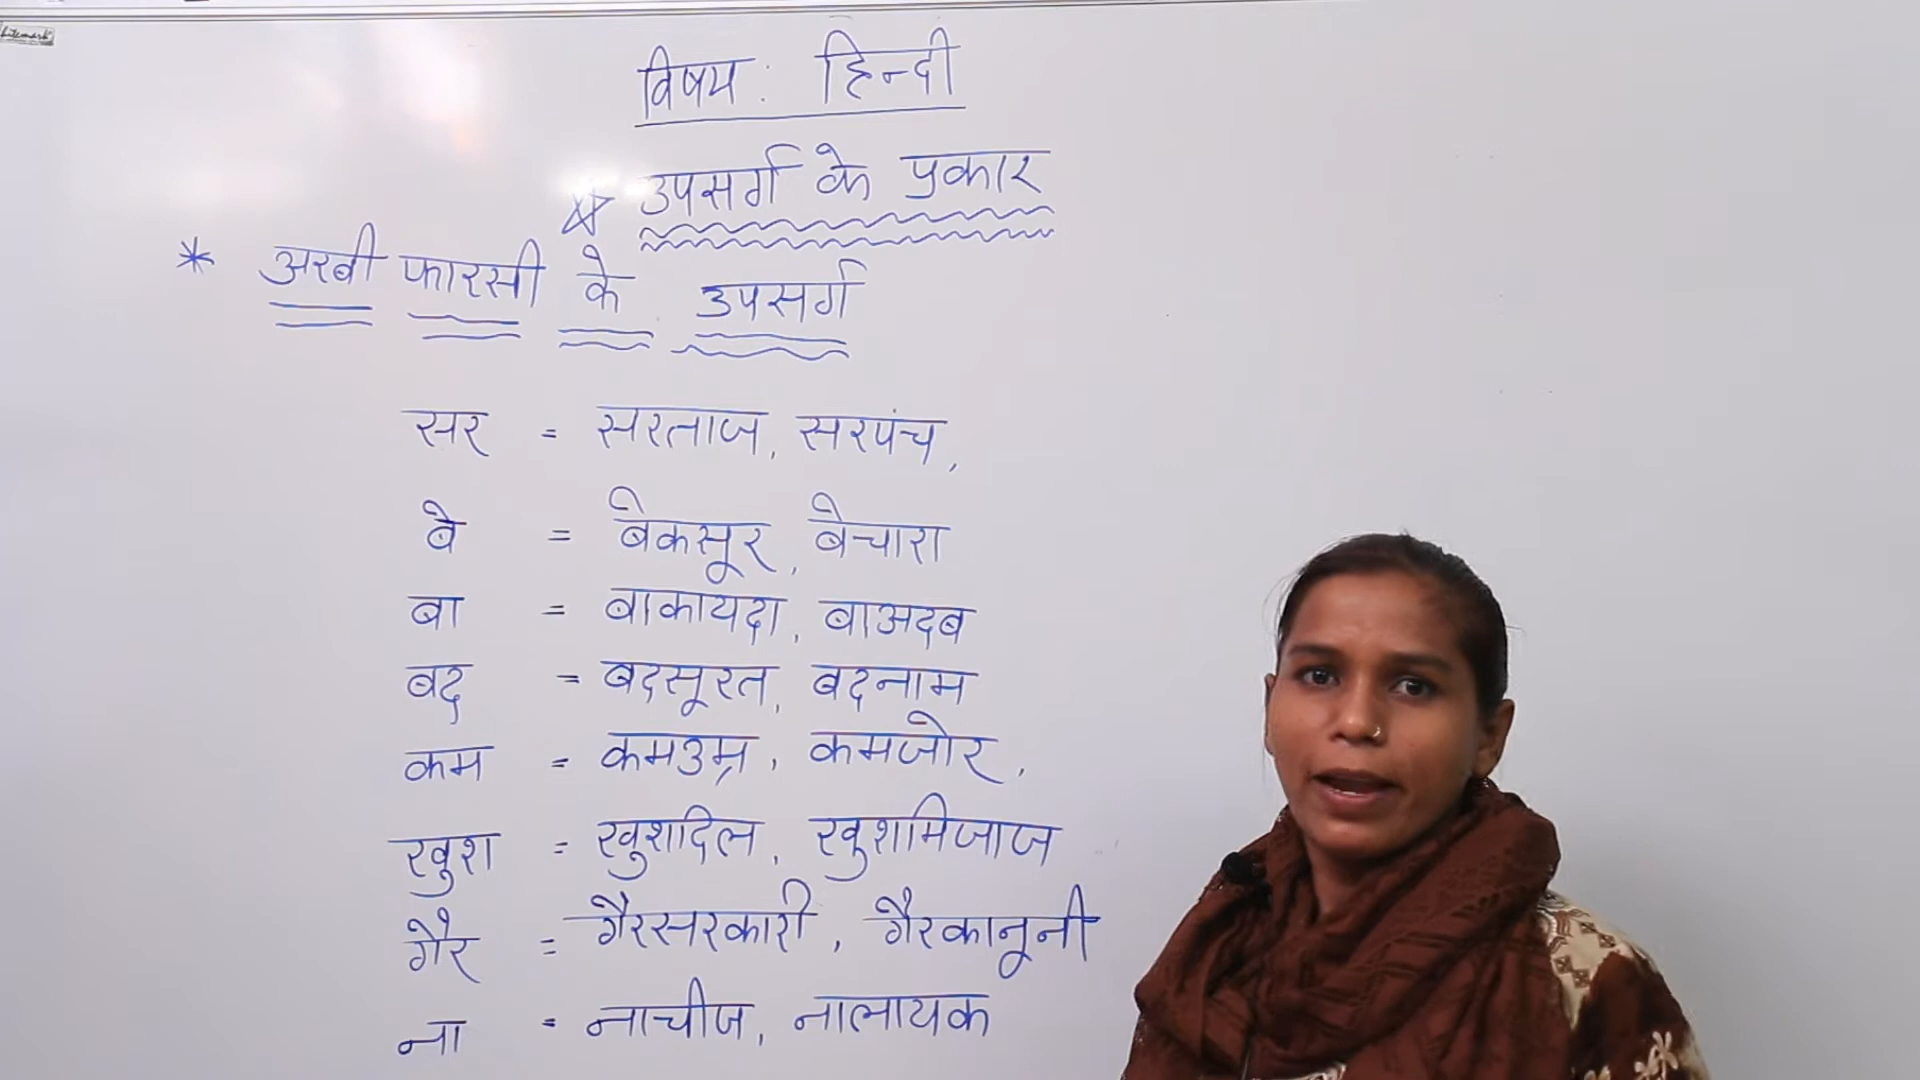 विषय: हिन्दी
उपसर्ग के प्रकार
* अरबी फारसी के उपसर्ग
सर = सरताज, सरपंच,
बे = बेकसूर, बेचारा
बा = बाकायदा, बाअदब
बद = बदसूरत, बदनाम
कम = कमउम्र, कमजोर,
खुश = खुशदिल, खुशमिजाज
गैर = गैरसरकारी, गैरकानूनी
ना = नाचीज, नालायक